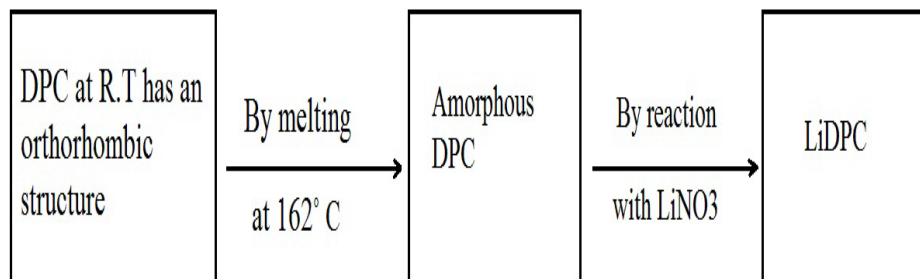 DPC at R.T has an
orthorhombic
structure
By melting
at 162° C
Amorphous
DPC
By reaction
with LiNO3
LiDPC